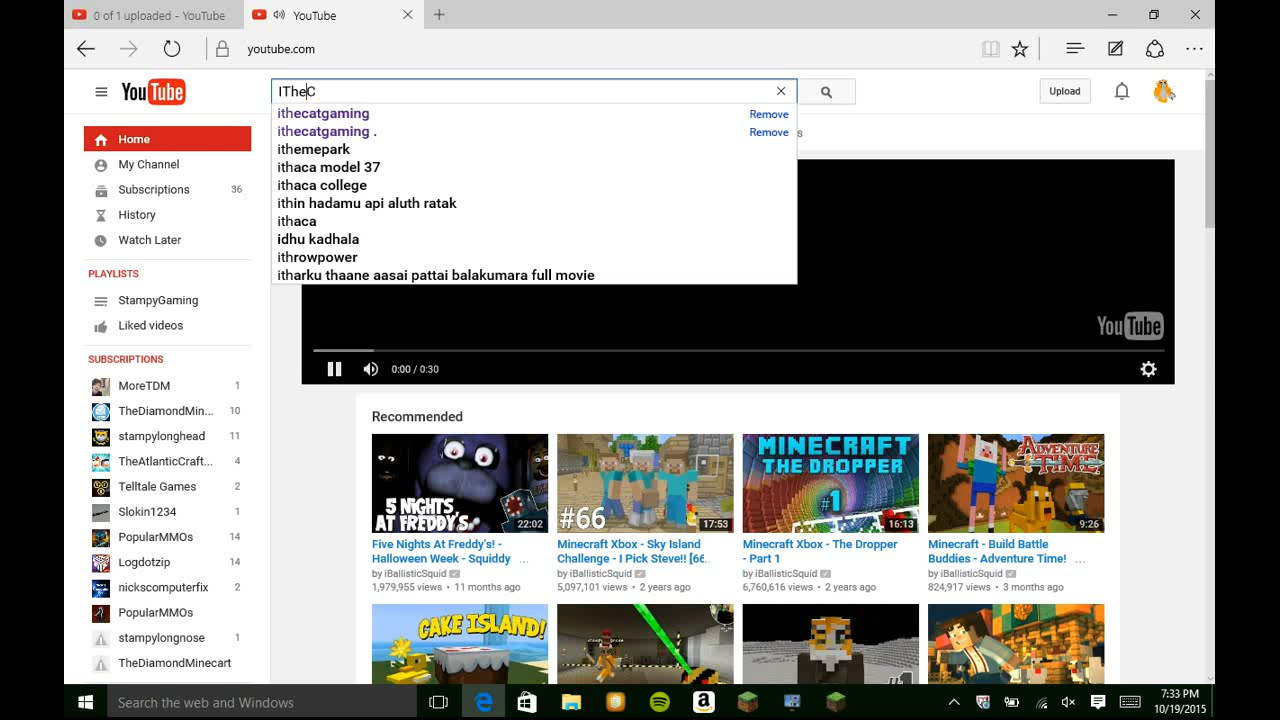 0 of 1 uploaded - YouTube
YouTube
youtube.com
YouTube
ITheC
Upload
ithecatgaming
Remove
ithecatgaming .
Remove
ithemepark
ithaca model 37
ithaca college
ithin hadamu api aluth ratak
ithaca
idhu kadhala
ithrowpower
itharku thaane aasai pattai balakumara full movie
s
Home
My Channel
Subscriptions 36
History
Watch Later
PLAYLISTS
StampyGaming
Liked videos
SUBSCRIPTIONS
MoreTDM 1
TheDiamondMin... 10
stampylonghead 11
TheAtlanticCraft... 4
Telltale Games 2
Slokin1234 1
PopularMMOs 14
Logdotzip 14
nickscomputerfix 2
PopularMMOs
stampylongnose 1
TheDiamondMinecart
YouTube
0:00 / 0:30
Recommended
5 NIGHTS
AT FREDDY'S
22:02
Five Nights At Freddy's! -
Halloween Week - Squiddy ...
by iBallisticSquid
1,979,955 views • 11 months ago
#66
17:53
Minecraft Xbox - Sky Island
Challenge - I Pick Steve!! [66..
by iBallisticSquid
5,097,101 views • 2 years ago
MINECRAFT
THE DROPPER
#1
16:13
Minecraft Xbox - The Dropper
- Part 1
by iBallisticSquid
6,760,616 views • 2 years ago
ADVENTURE
TIME
9:26
Minecraft - Build Battle
Buddies - Adventure Time! ...
by iBallisticSquid
824,917 views • 3 months ago
CAKE ISLAND!
Search the web and Windows
7:33 PM
10/19/2015